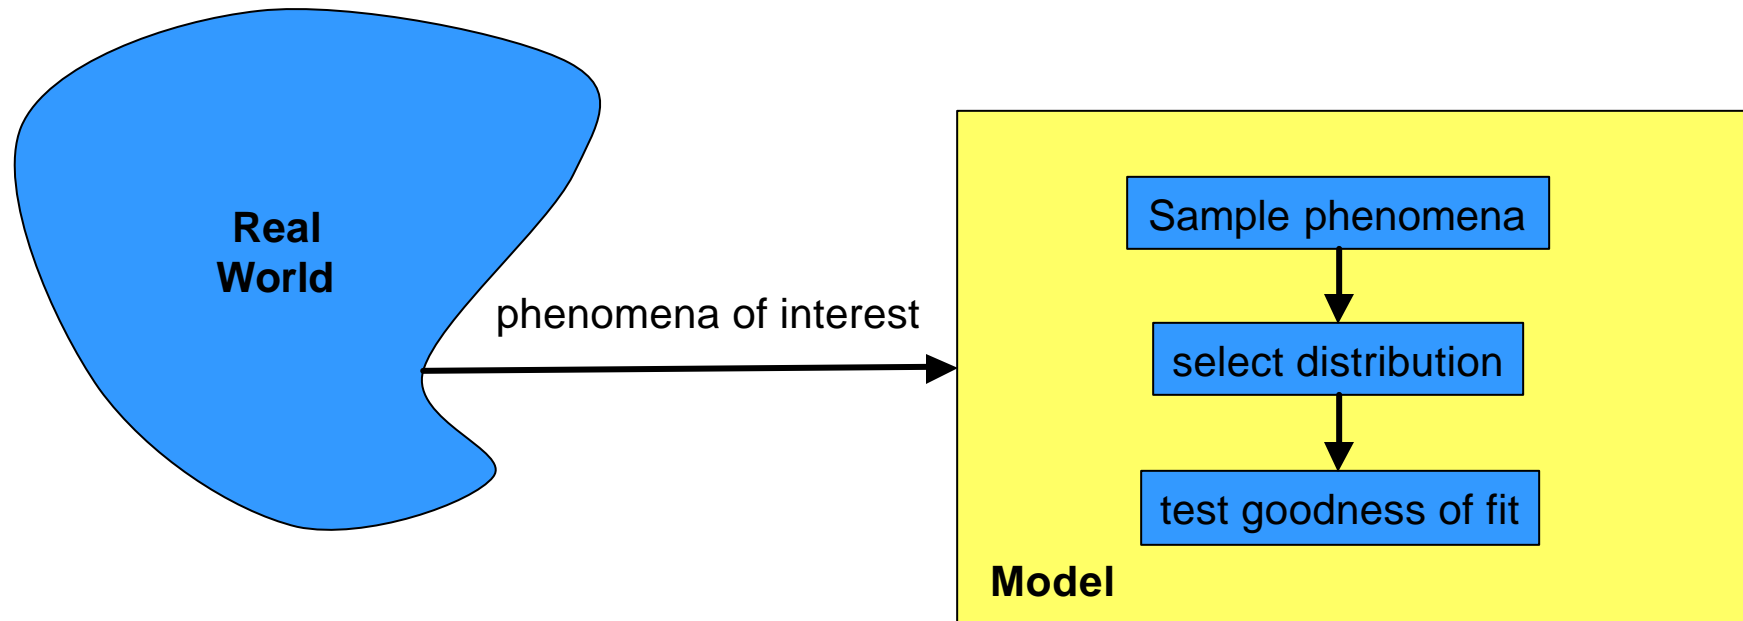 Real
World
phenomena of interest
Sample phenomena
select distribution
test goodness of fit
Model